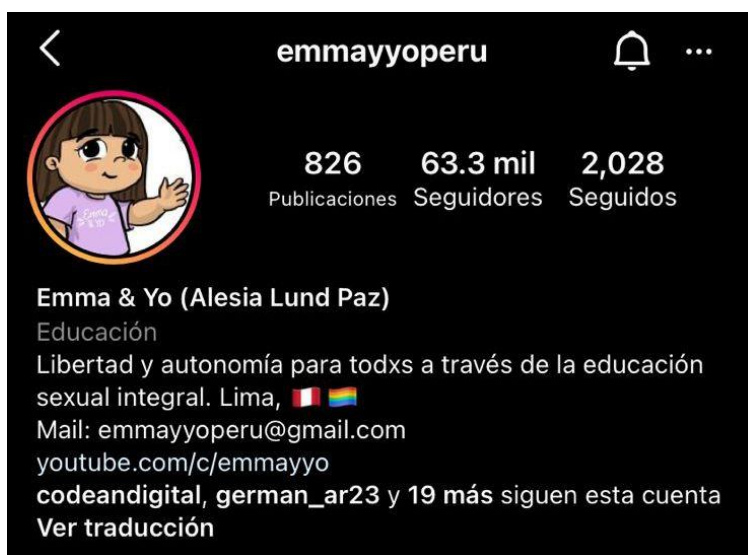 emmayyoperu
826 63.3 mil 2,028
Publicaciones Seguidores Seguidos
Emma
& YO
Emma & Yo (Alesia Lund Paz)
Educación
Libertad y autonomía para todxs a través de la educación
sexual integral. Lima, 🇵🇪 🏳️‍🌈
Mail: emmayyoperu@gmail.com
youtube.com/c/emmayyo
codeandigital, german_ar23 y 19 más siguen esta cuenta
Ver traducción